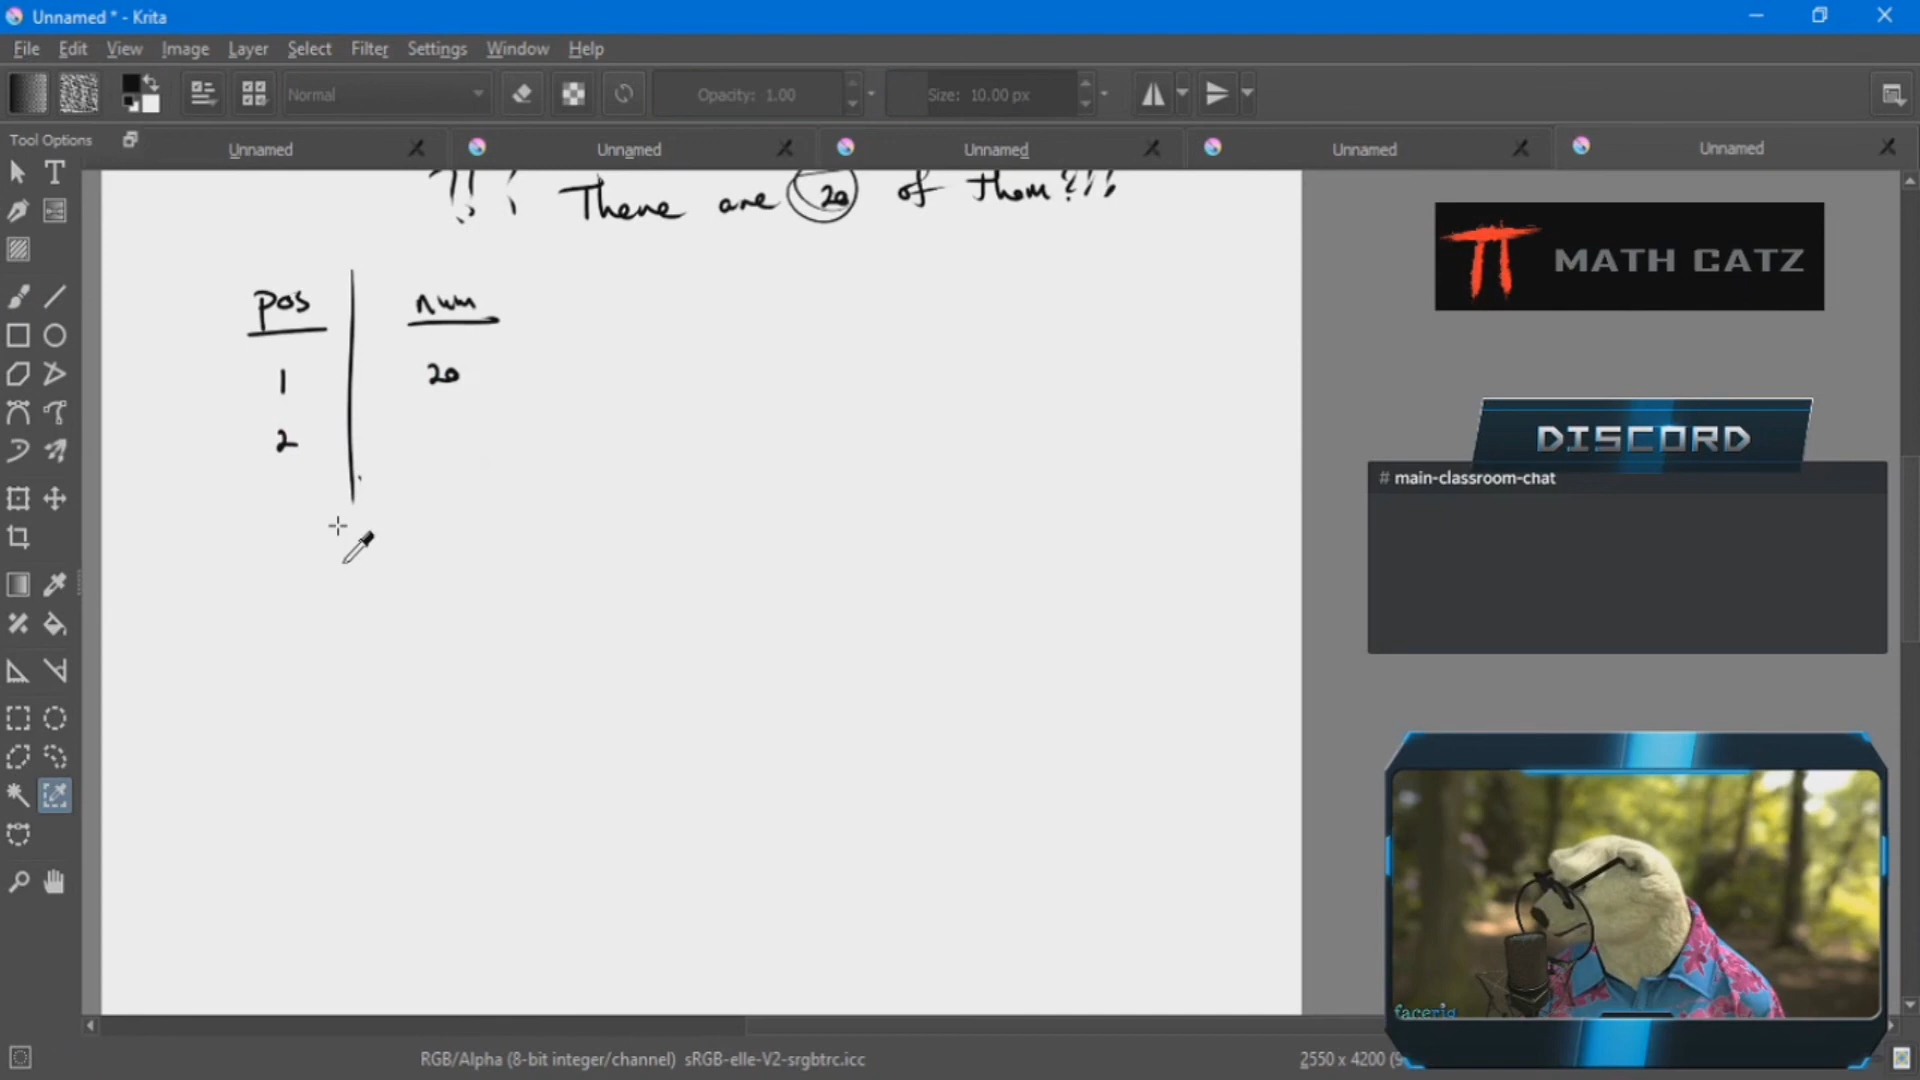 Unnamed * - Krita
File Edit View Image Layer Select Filter Settings Window Help
Normal Opacity: 1.00 Size: 10.00 px
Tool Options Unnamed Unnamed Unnamed Unnamed Unnamed
There are 20 of them?!!
pos num
1 20
2
π MATH CATZ
DISCORD
# main-classroom-chat
facerig
RGB/Alpha (8-bit integer/channel) sRGB-elle-V2-srgbtrc.icc 2550 x 4200